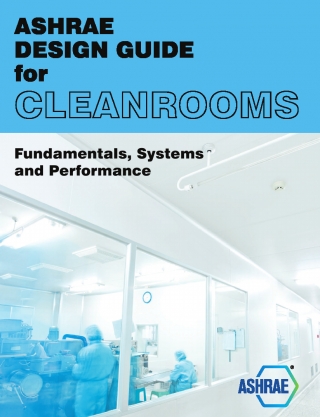 ASHRAE
DESIGN GUIDE
for
CLEANROOMS
Fundamentals, Systems
and Performance
ASHRAE